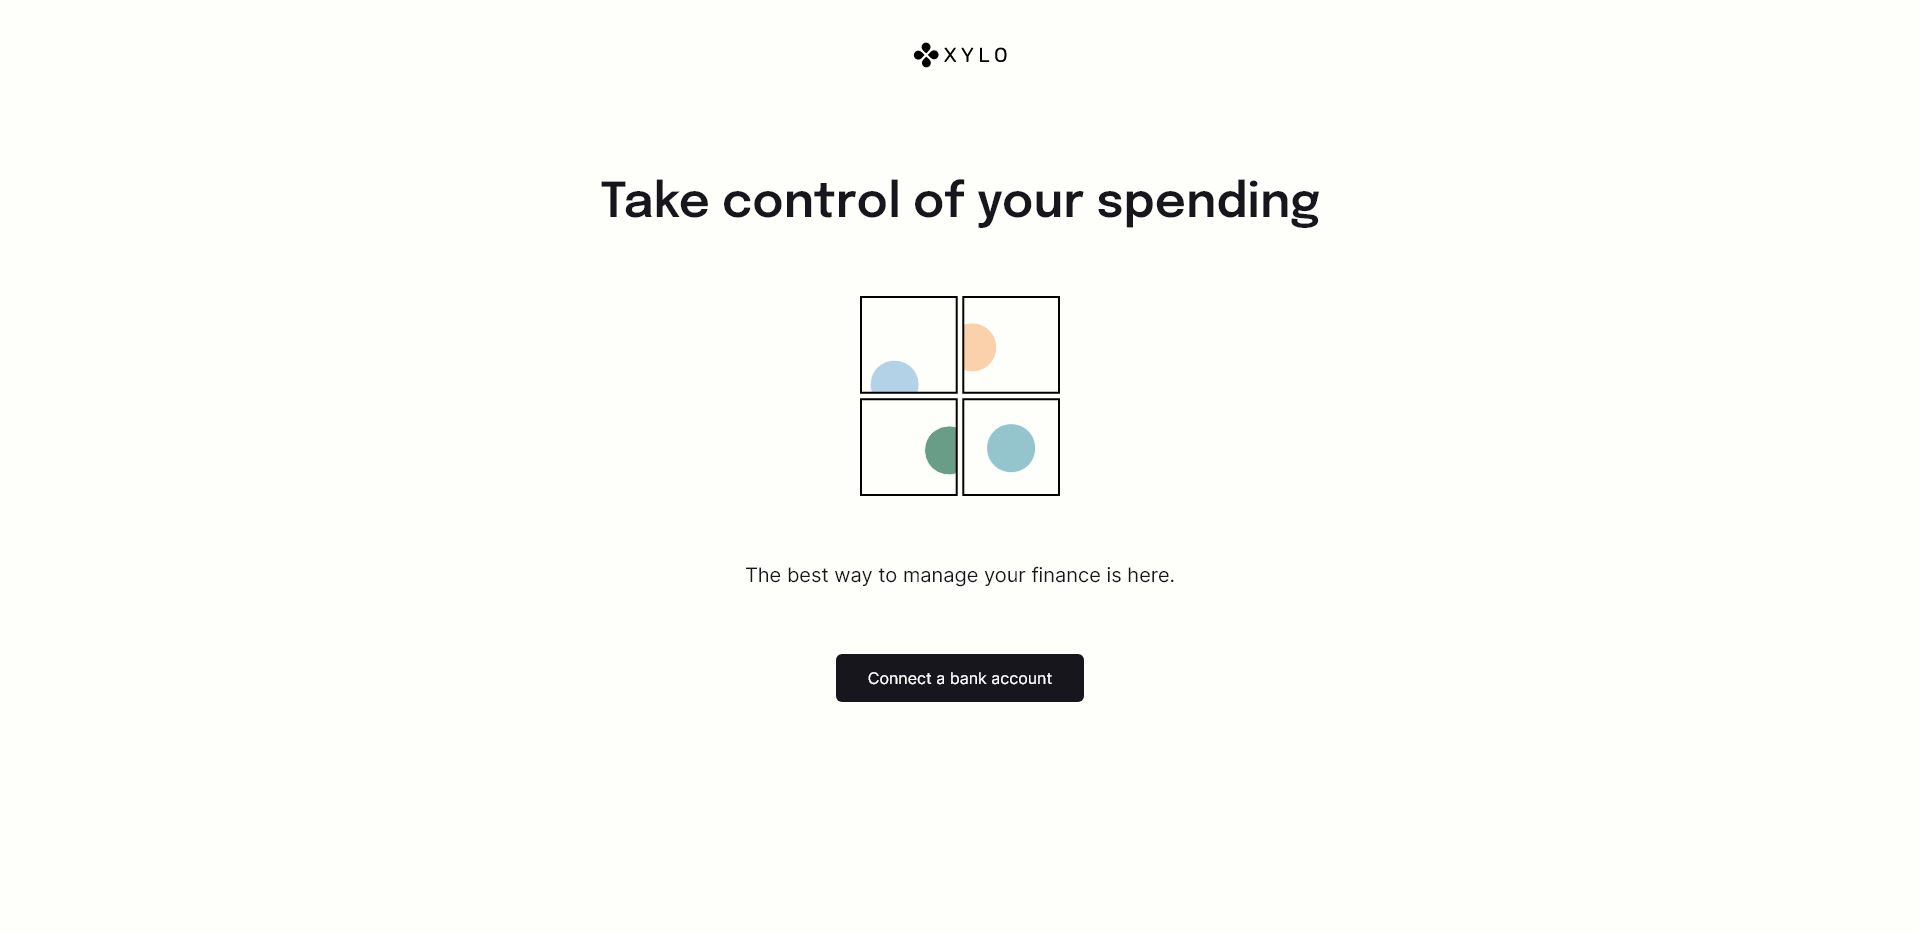 XYLO
Take control of your spending
The best way to manage your finance is here.
Connect a bank account